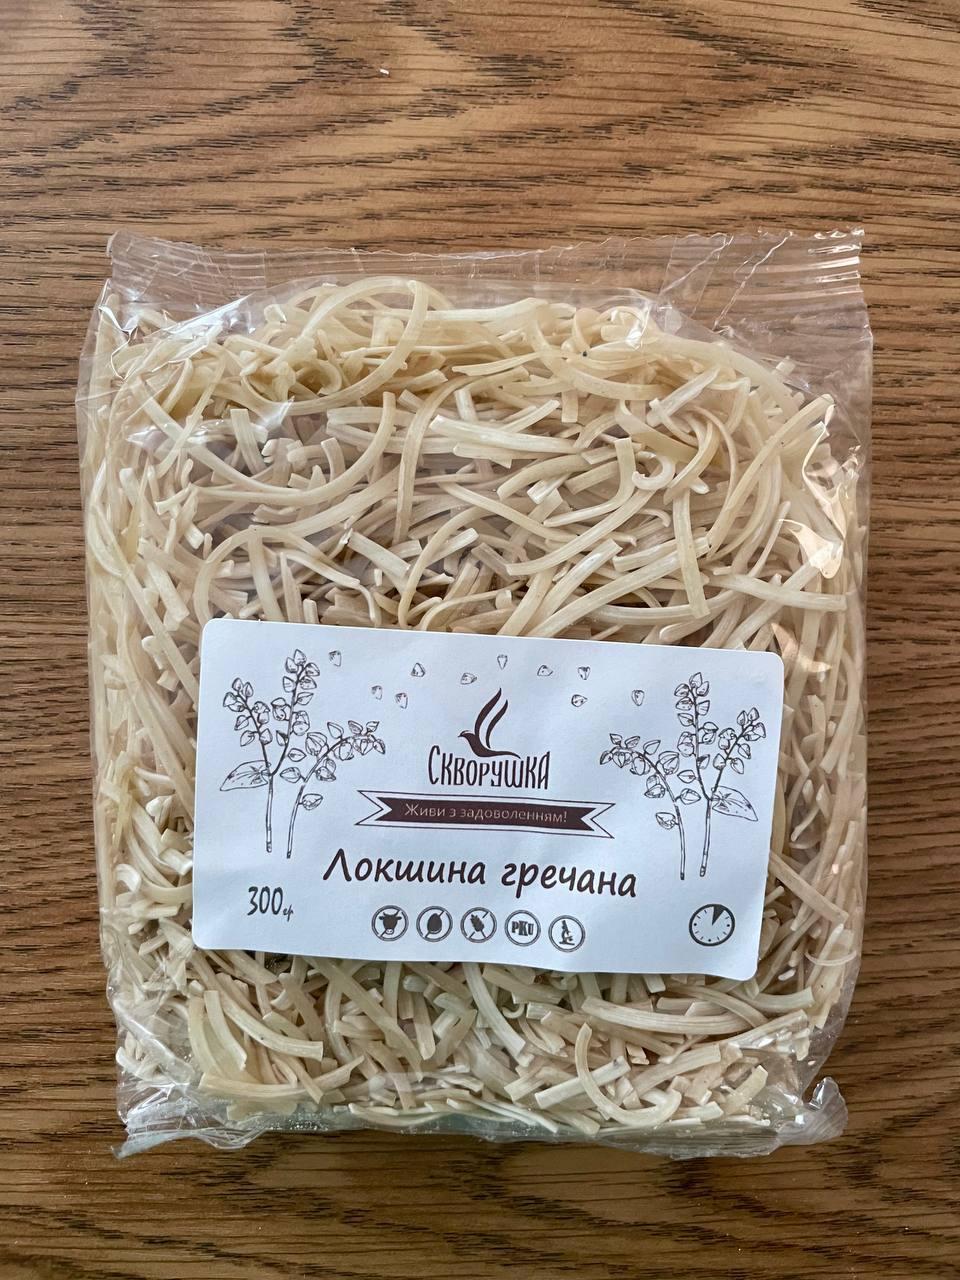 СКВОРУШКА
Живи з задоволенням!
Локшина гречана
300гр
PKU